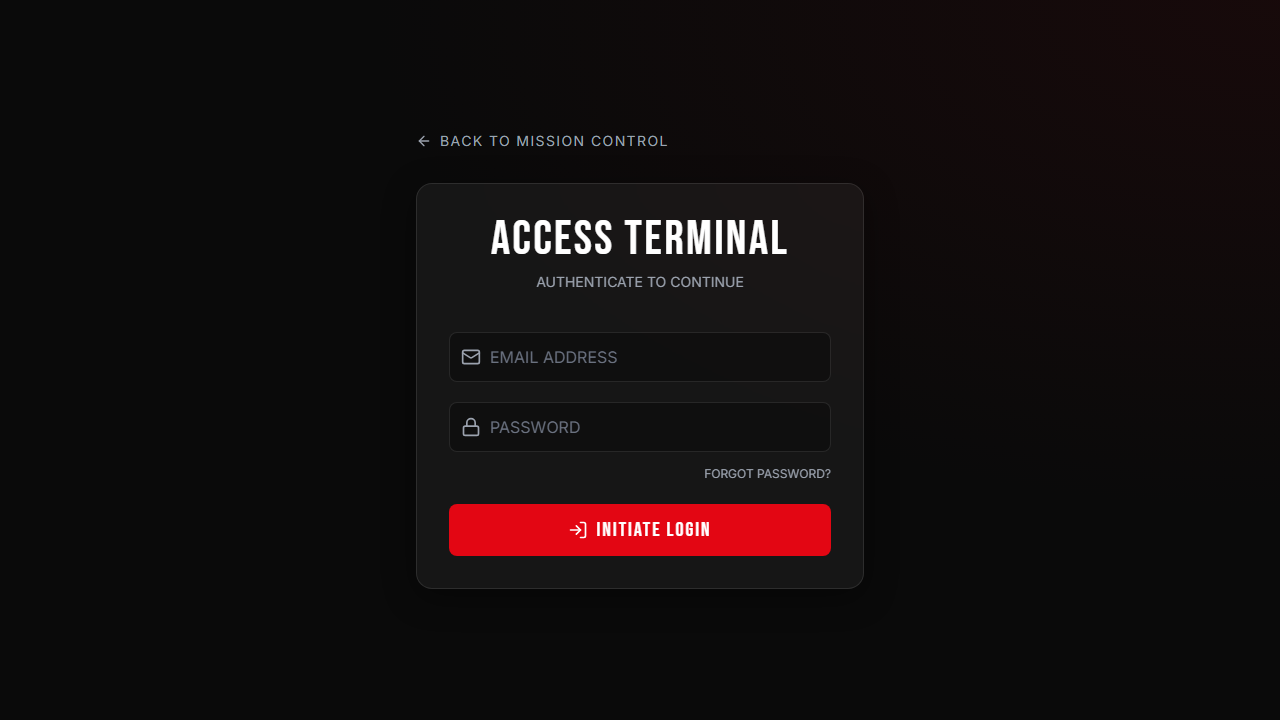 BACK TO MISSION CONTROL
ACCESS TERMINAL
AUTHENTICATE TO CONTINUE
EMAIL ADDRESS
PASSWORD
FORGOT PASSWORD?
INITIATE LOGIN